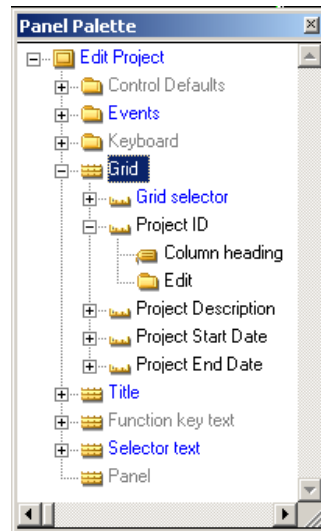 Panel Palette
Edit Project
Control Defaults
Events
Keyboard
Grid
Grid selector
Project ID
Column heading
Edit
Project Description
Project Start Date
Project End Date
Title
Function key text
Selector text
Panel